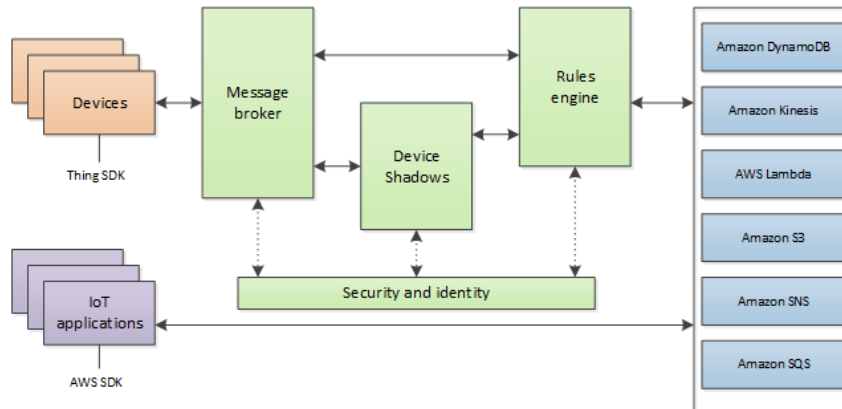 Devices
Thing SDK
Message
broker
Device
Shadows
Rules
engine
Security and identity
IoT
applications
AWS SDK
Amazon DynamoDB
Amazon Kinesis
AWS Lambda
Amazon S3
Amazon SNS
Amazon SQS